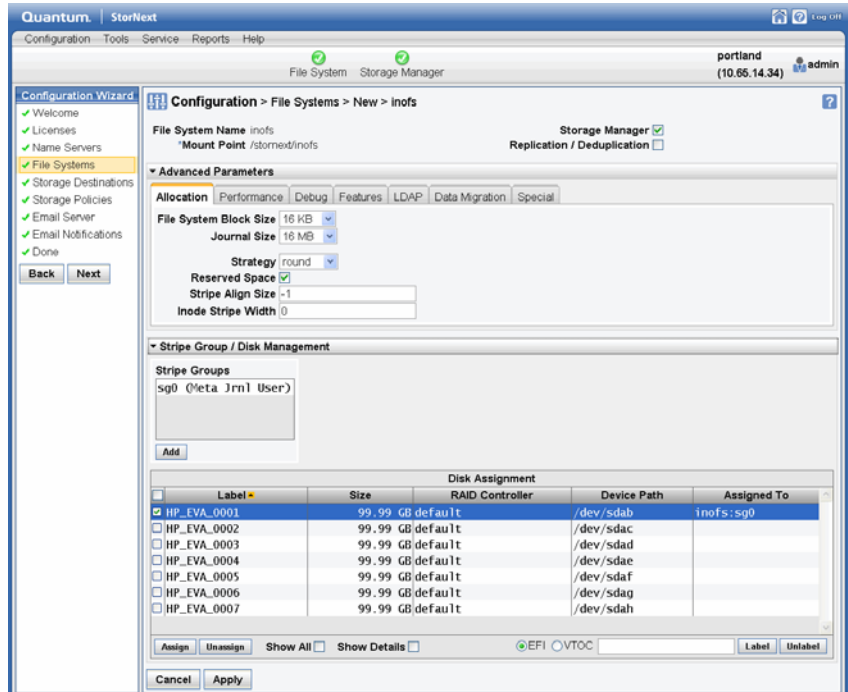 Quantum. StorNext Log Off
Configuration Tools Service Reports Help
File System Storage Manager
portland
(10.65.14.34)
admin
Configuration Wizard
Welcome
Licenses
Name Servers
File Systems
Storage Destinations
Storage Policies
Email Server
Email Notifications
Done
Back Next
Configuration > File Systems > New > inofs
File System Name inofs Storage Manager
*Mount Point /stornext/inofs Replication / Deduplication
Advanced Parameters
Allocation Performance Debug Features LDAP Data Migration Special
File System Block Size 16 KB
Journal Size 16 MB
Strategy round
Reserved Space
Stripe Align Size -1
Inode Stripe Width 0
Stripe Group / Disk Management
Stripe Groups
sg0 (Meta Jrnl User)
Add
Disk Assignment
Label Size RAID Controller Device Path Assigned To
HP_EVA_0001 99.99 GB default /dev/sdab inofs:sg0
HP_EVA_0002 99.99 GB default /dev/sdac
HP_EVA_0003 99.99 GB default /dev/sdad
HP_EVA_0004 99.99 GB default /dev/sdae
HP_EVA_0005 99.99 GB default /dev/sdaf
HP_EVA_0006 99.99 GB default /dev/sdag
HP_EVA_0007 99.99 GB default /dev/sdah
Assign Unassign Show All Show Details EFI VTOC Label Unlabel
Cancel Apply